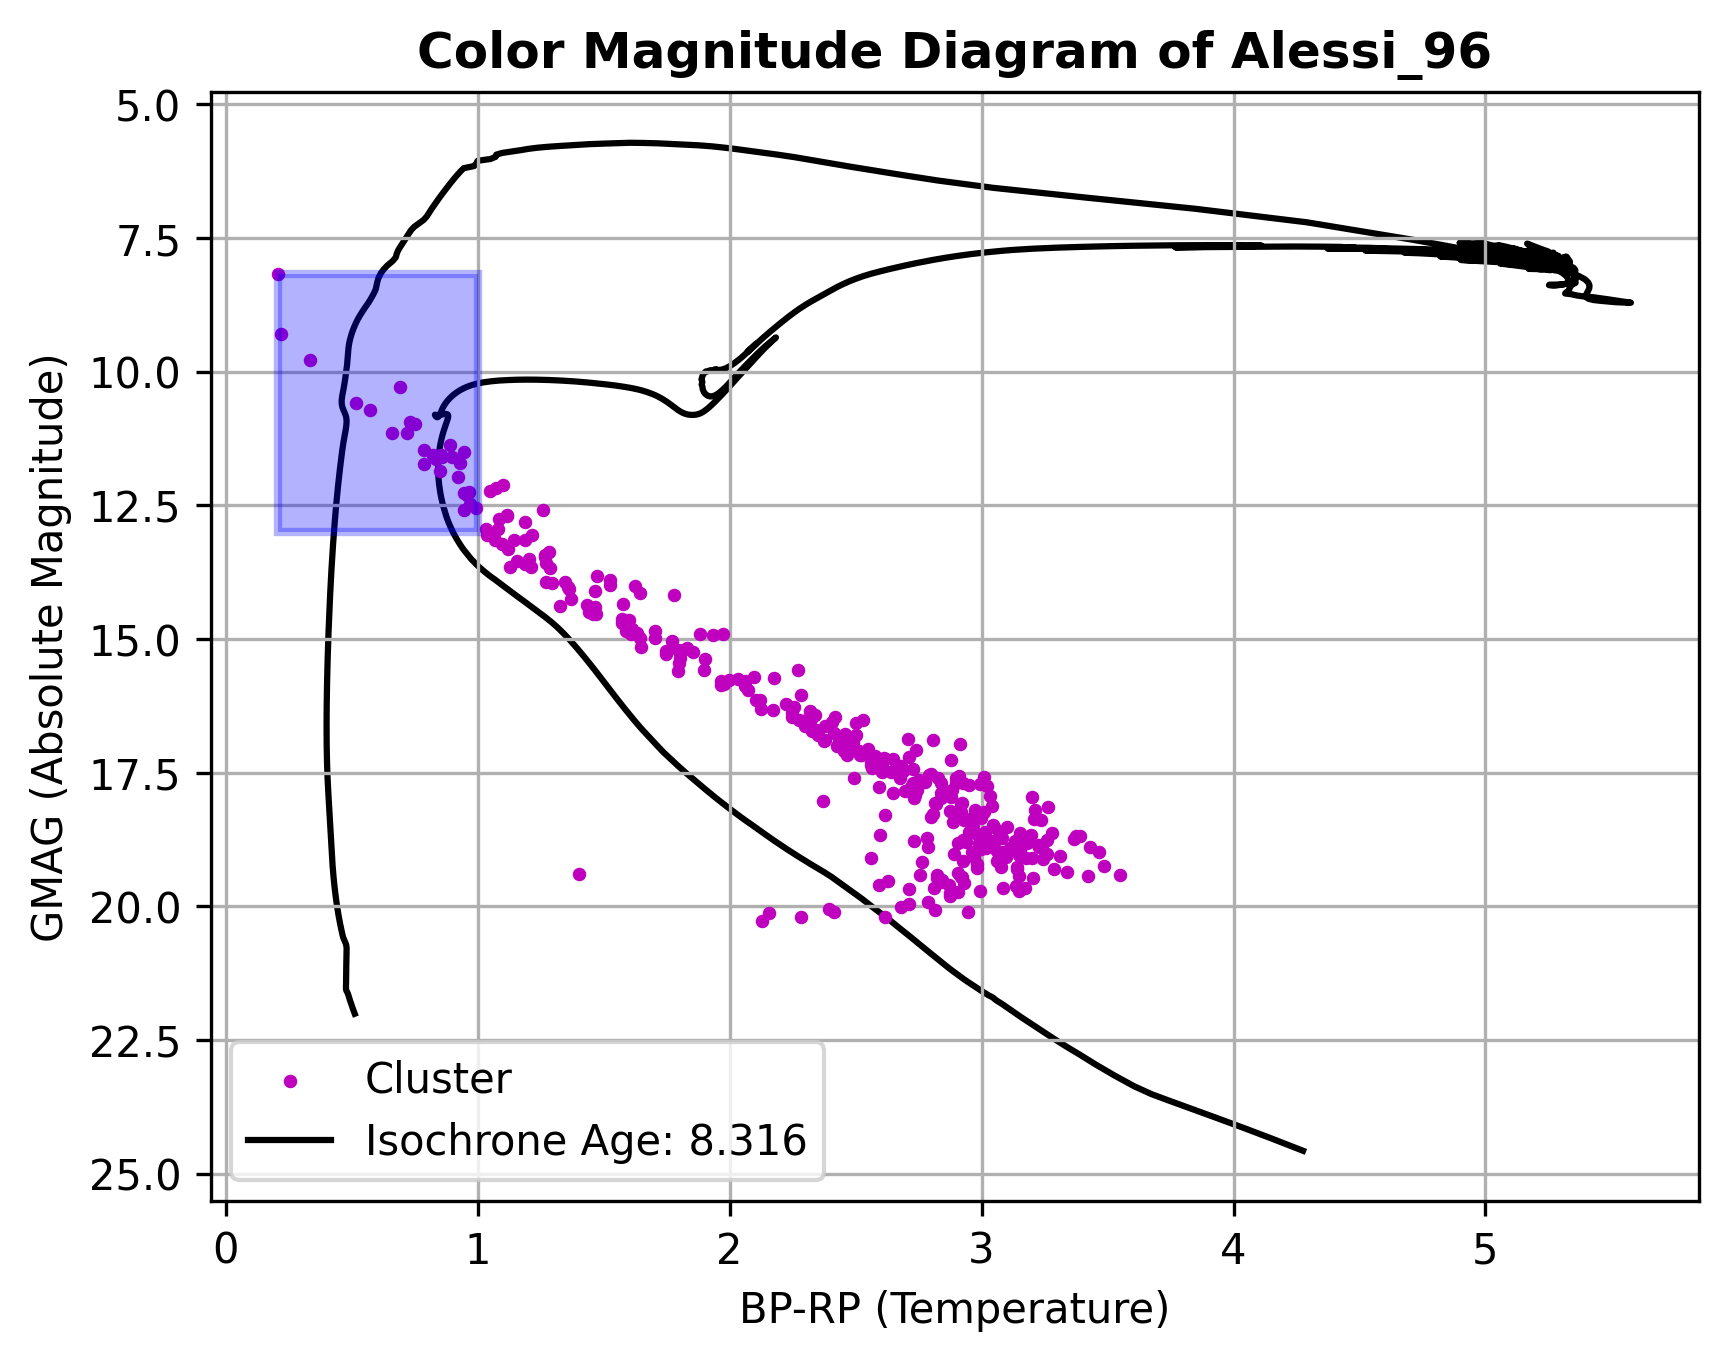 Color Magnitude Diagram of Alessi_96
GMAG (Absolute Magnitude)
5.0
7.5
10.0
12.5
15.0
17.5
20.0
22.5
25.0
Cluster
Isochrone Age: 8.316
0 1 2 3 4 5
BP-RP (Temperature)